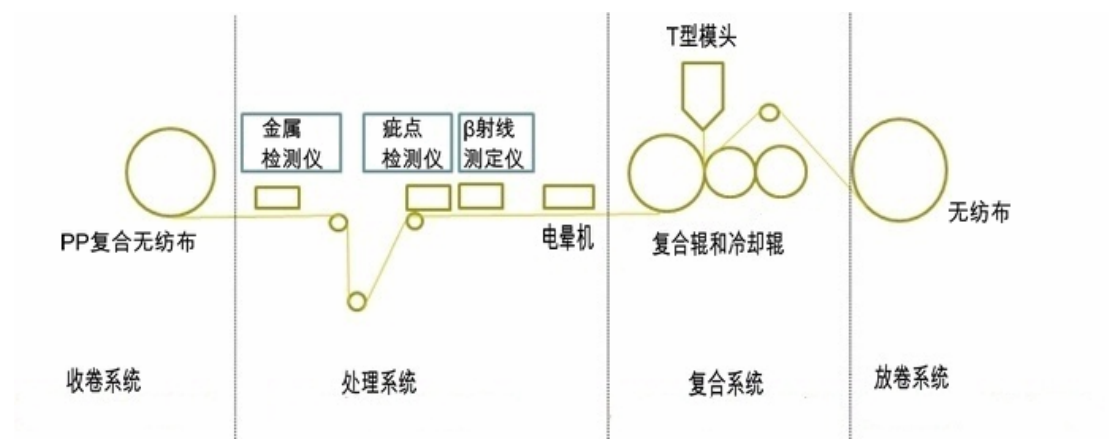 T型模头
金属
检测仪
疵点
检测仪
β射线
测定仪
PP复合无纺布
电晕机
复合辊和冷却辊
无纺布
收卷系统
处理系统
复合系统
放卷系统